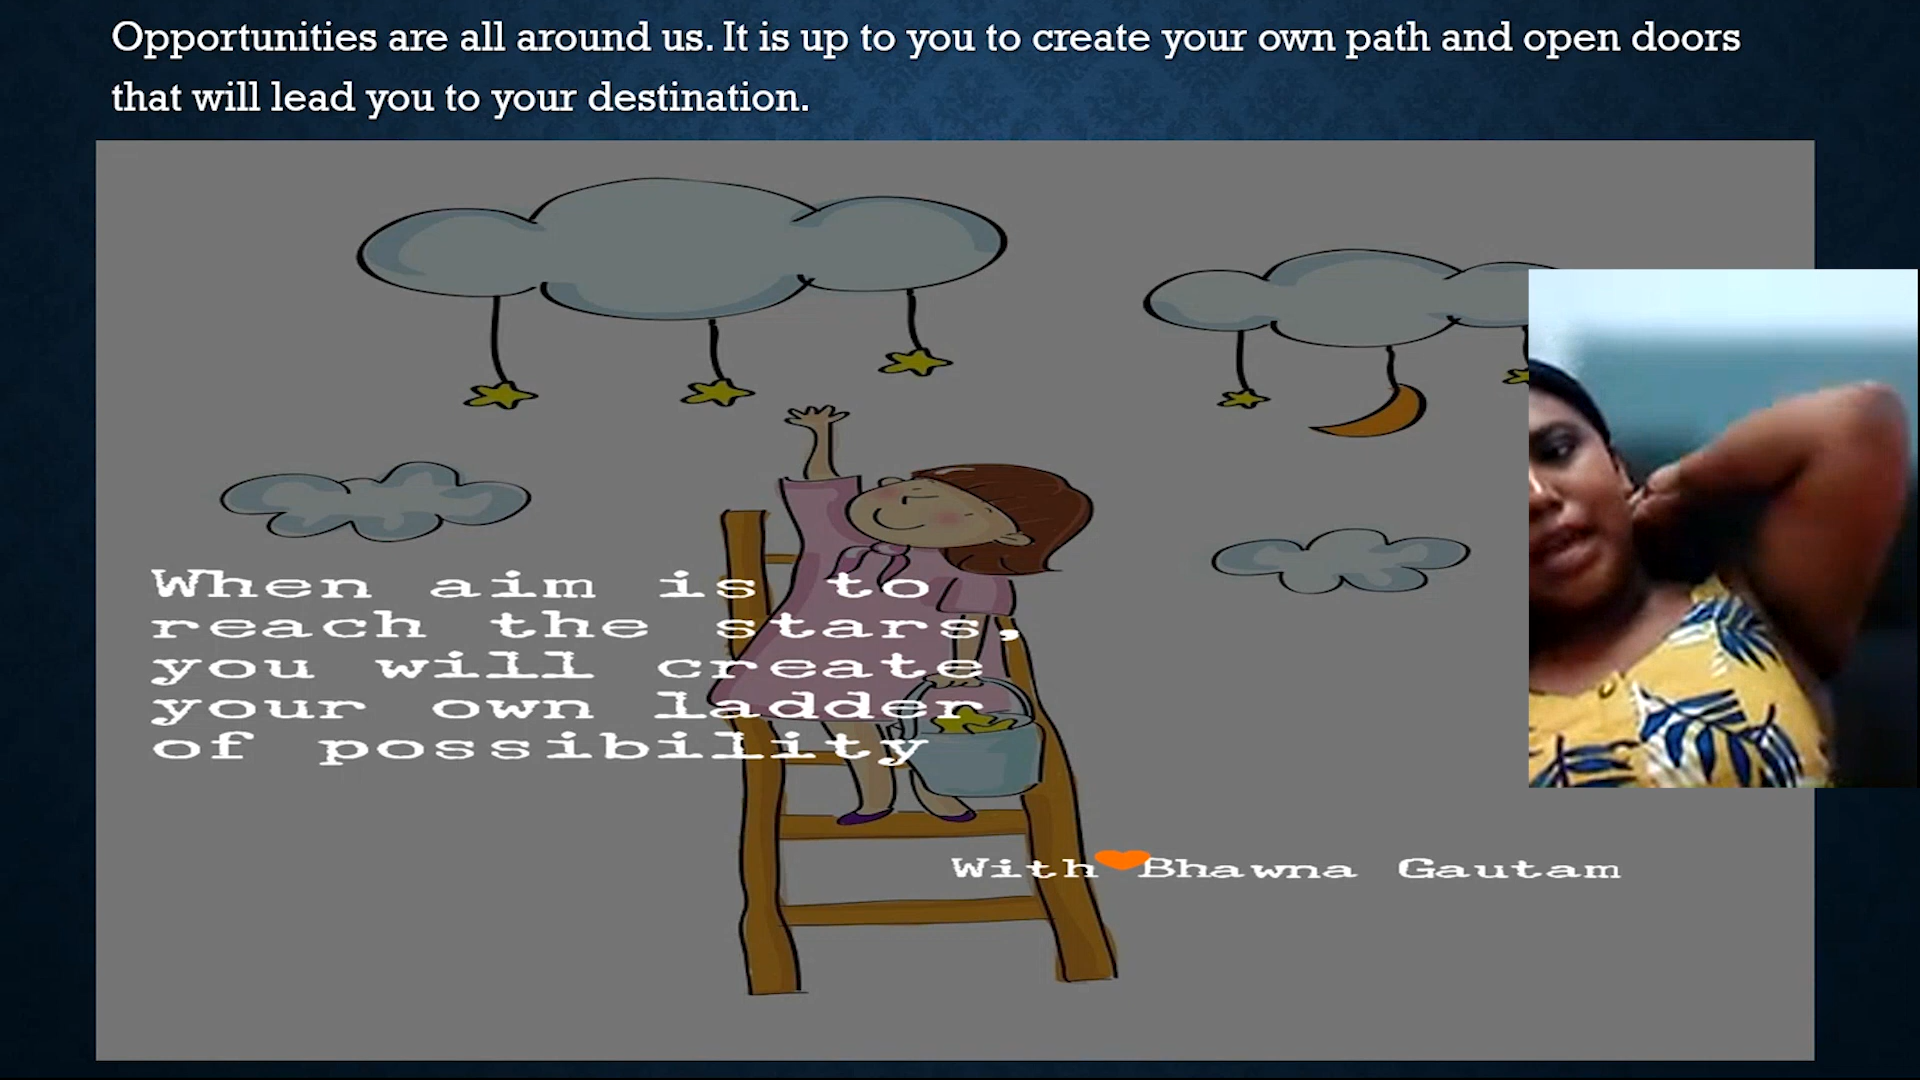 Opportunities are all around us. It is up to you to create your own path and open doors
that will lead you to your destination.
When aim is to
reach the stars,
you will create
your own ladder
of possibility
With 🧡Bhawna Gautam